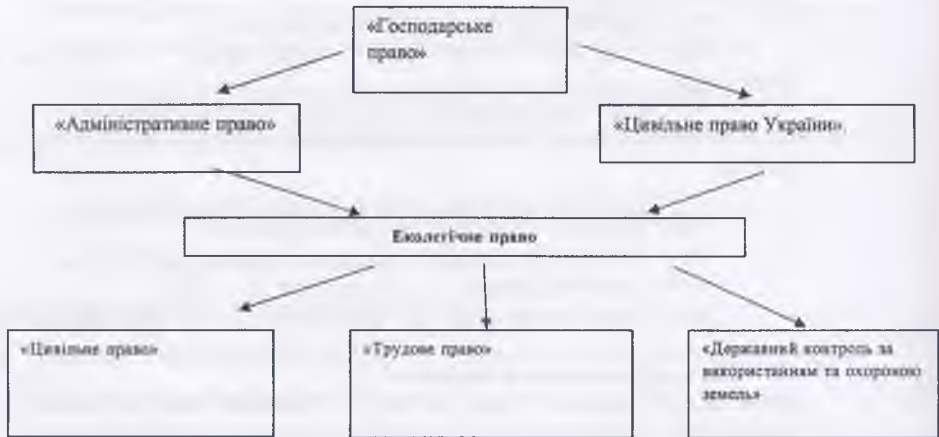 «Господарське
право»
«Адміністративне право»
«Цивільне право України»
Екологічне право
«Цивільне право»
«Трудове право»
«Державний контроль за
використанням та охороною
земель»